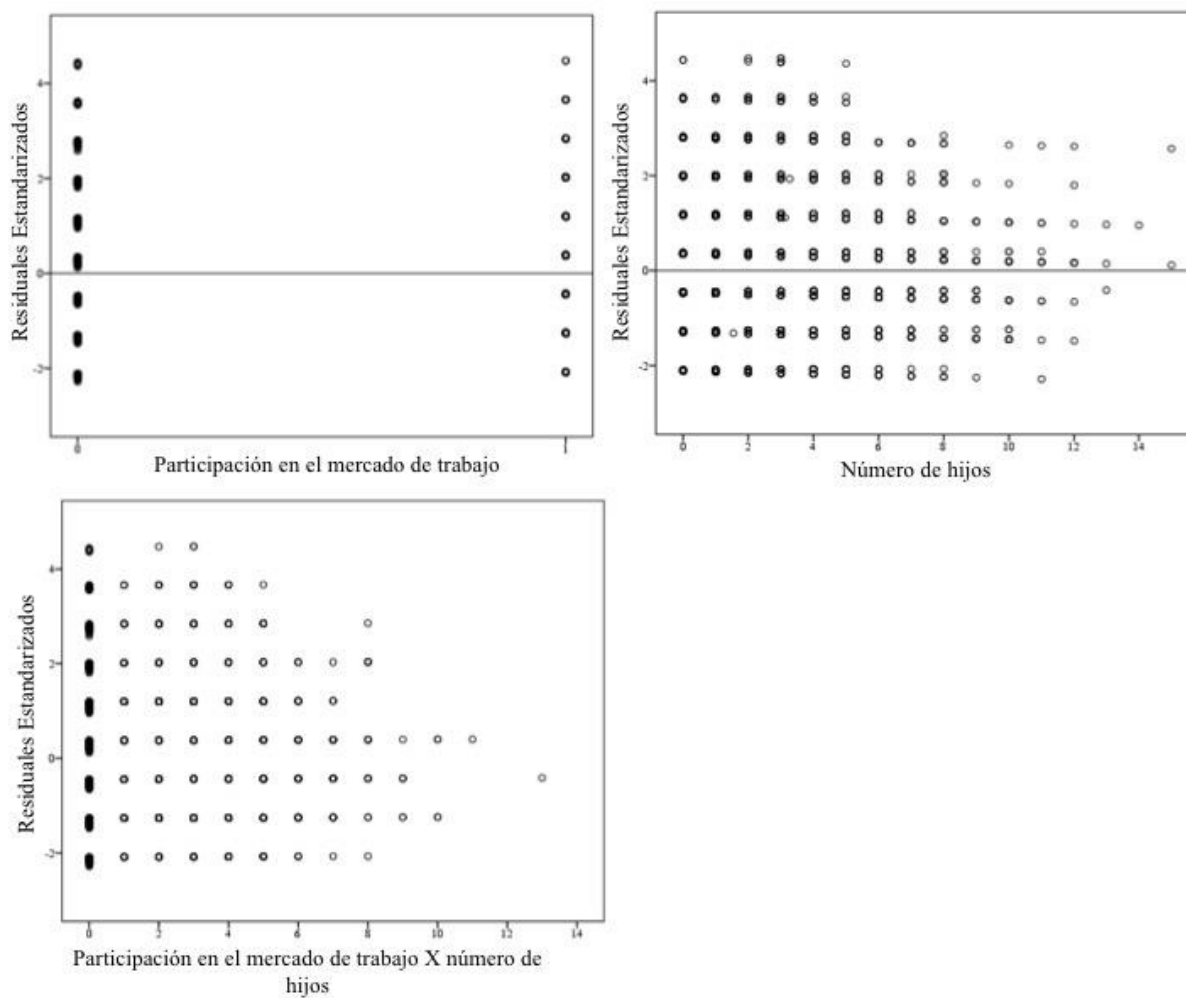 Residuales Estandarizados
4
2
0
-2
0
1
Participación en el mercado de trabajo
Residuales Estandarizados
4
2
0
-2
0 2 4 6 8 10 12 14
Número de hijos
Residuales Estandarizados
4
2
0
-2
0 2 4 6 8 10 12 14
Participación en el mercado de trabajo X número de
hijos